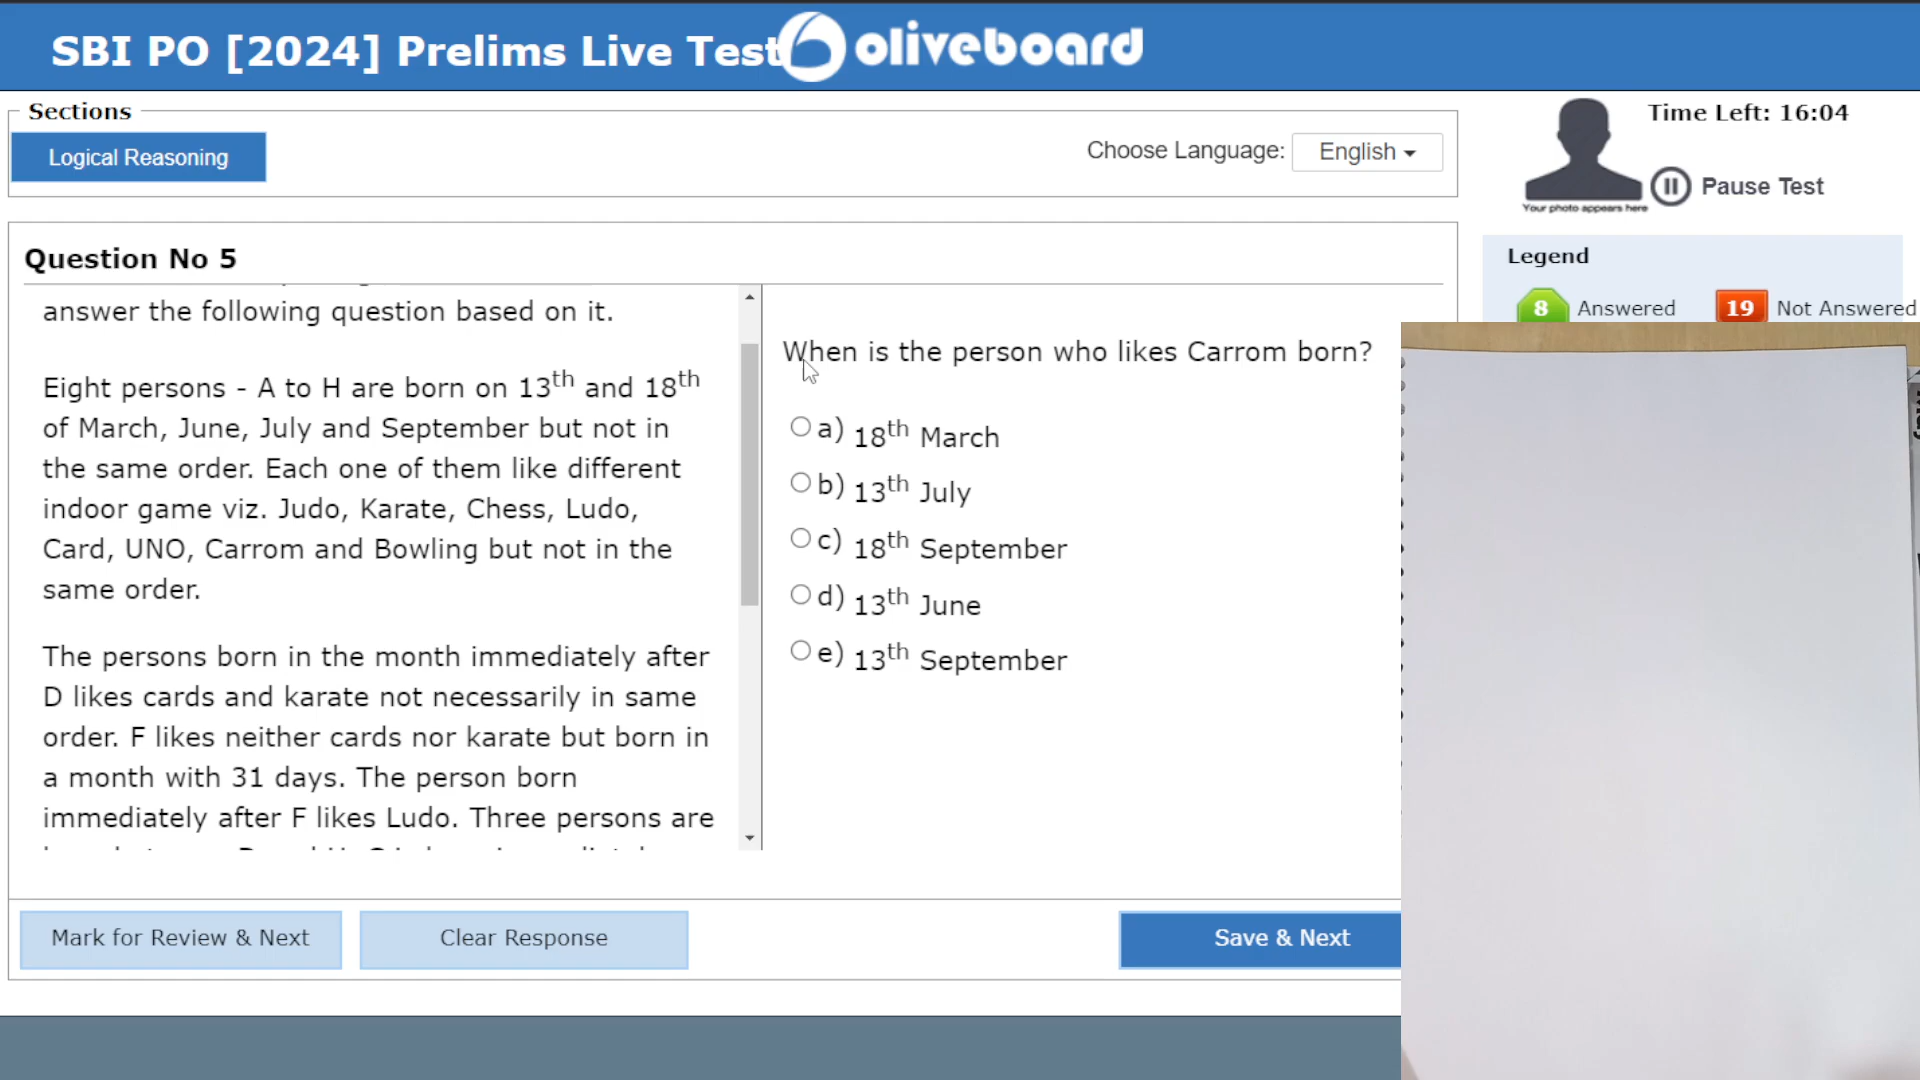 SBI PO [2024] Prelims Live Test
oliveboard
Sections
Logical Reasoning
Choose Language:
English
Time Left: 16:04
Your photo appears here
Pause Test
Question No 5
answer the following question based on it.
Eight persons - A to H are born on 13th and 18th
of March, June, July and September but not in
the same order. Each one of them like different
indoor game viz. Judo, Karate, Chess, Ludo,
Card, UNO, Carrom and Bowling but not in the
same order.
The persons born in the month immediately after
D likes cards and karate not necessarily in same
order. F likes neither cards nor karate but born in
a month with 31 days. The person born
immediately after F likes Ludo. Three persons are
When is the person who likes Carrom born?
a) 18th March
b) 13th July
c) 18th September
d) 13th June
e) 13th September
Legend
8 Answered
19 Not Answered
Mark for Review & Next
Clear Response
Save & Next